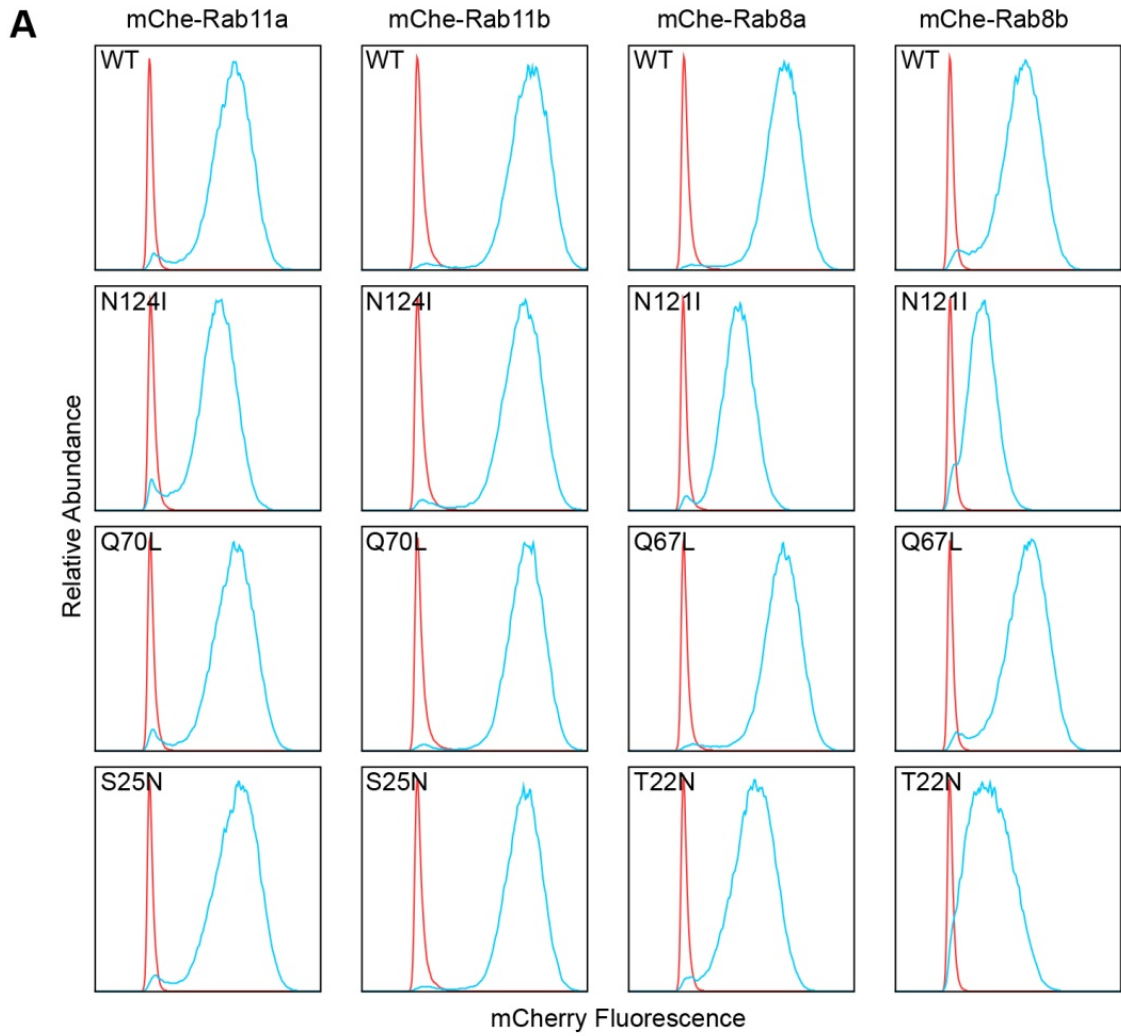 A
mChe-Rab11a mChe-Rab11b mChe-Rab8a mChe-Rab8b
WT WT WT WT
N124I N124I N121I N121I
Q70L Q70L Q67L Q67L
S25N S25N T22N T22N
Relative Abundance
mCherry Fluorescence